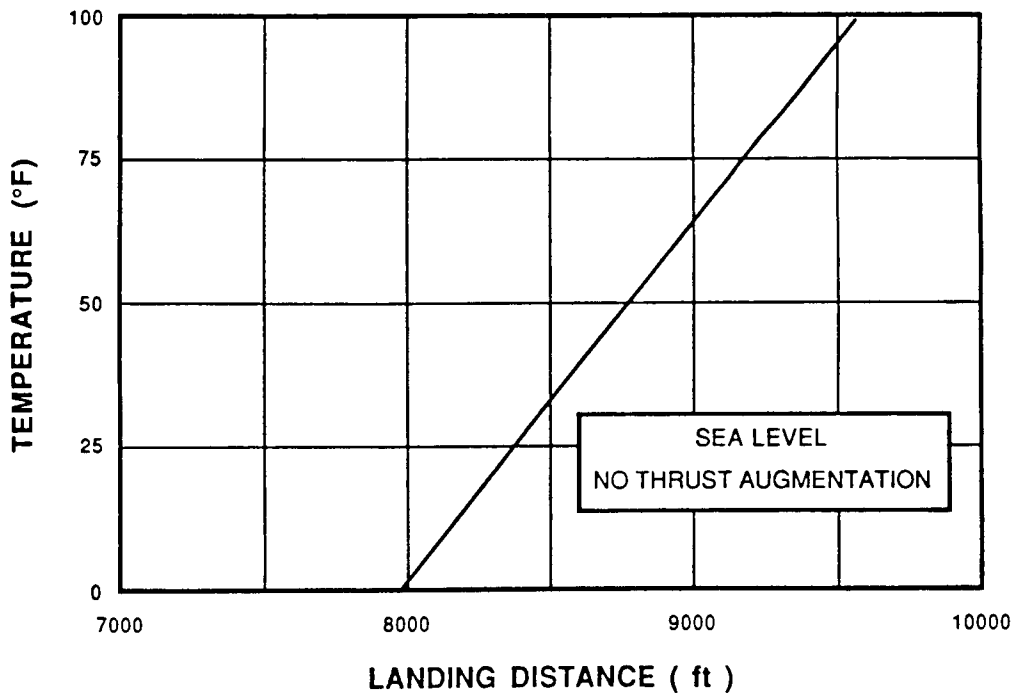 100
75
50
25
0
TEMPERATURE (°F)
SEA LEVEL
NO THRUST AUGMENTATION
7000
8000
9000
10000
LANDING DISTANCE ( ft )